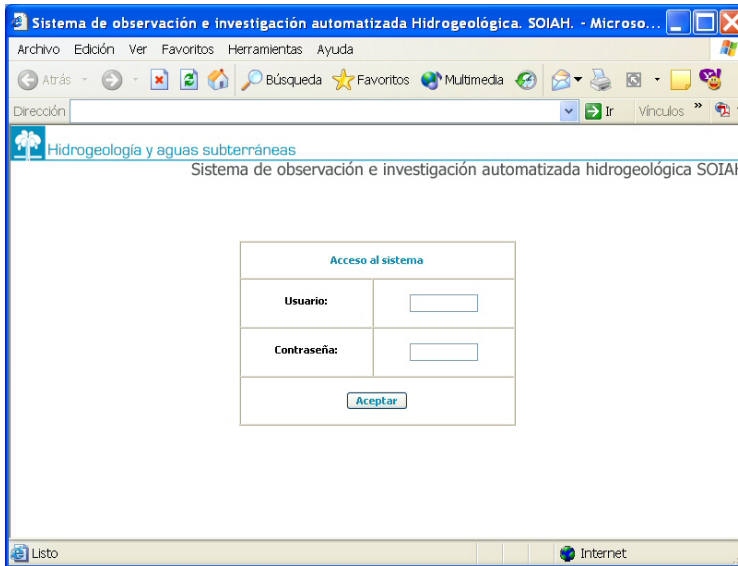 Sistema de observación e investigación automatizada Hidrogeológica. SOIAH. - Microso...
Archivo Edición Ver Favoritos Herramientas Ayuda
Atrás Búsqueda Favoritos Multimedia
Dirección Ir Vínculos »
Hidrogeología y aguas subterráneas
Sistema de observación e investigación automatizada hidrogeológica SOIAH
Acceso al sistema
Usuario:
Contraseña:
Aceptar
Listo Internet